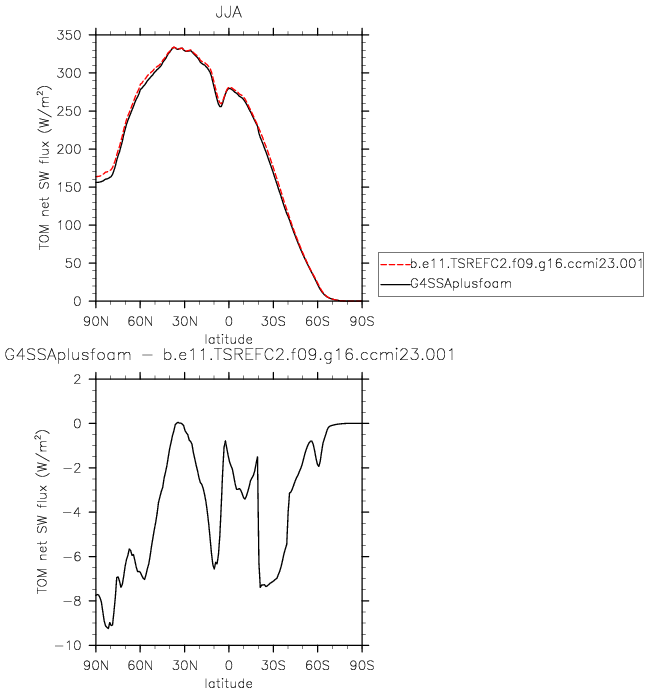 JJA
350
300
250
200
150
100
50
0
TOM net SW flux (W/m²)
90N 60N 30N 0 30S 60S 90S
latitude
b.e11.TSREFC2.f09.g16.ccmi23.001
G4SSAplusfoam
G4SSAplusfoam – b.e11.TSREFC2.f09.g16.ccmi23.001
2
0
−2
−4
−6
−8
−10
TOM net SW flux (W/m²)
90N 60N 30N 0 30S 60S 90S
latitude